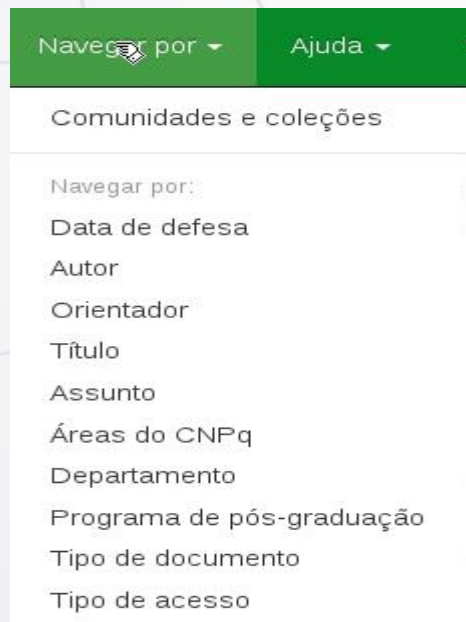 Navegar por Ajuda
Comunidades e coleções
Navegar por:
Data de defesa
Autor
Orientador
Título
Assunto
Áreas do CNPq
Departamento
Programa de pós-graduação
Tipo de documento
Tipo de acesso